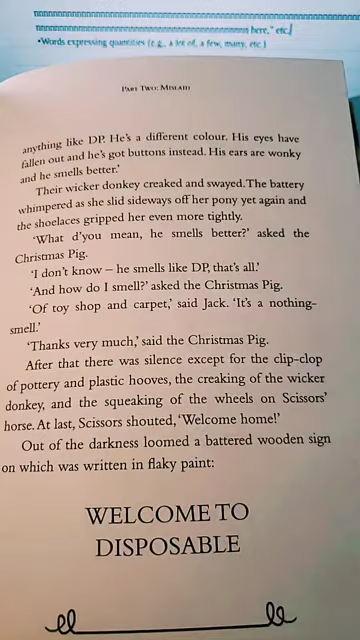 here," etc.
•Words expressing quantities (e.g., a lot of, a few, many, etc.)
PART TWO: MISLAID
anything like DP. He's a different colour. His eyes have
fallen out and he's got buttons instead. His ears are wonky
and he smells better.'
Their wicker donkey creaked and swayed. The battery
whimpered as she slid sideways off her pony yet again and
the shoelaces gripped her even more tightly.
'What d'you mean, he smells better?' asked the
Christmas Pig.
'I don't know – he smells like DP, that's all.'
'And how do I smell?' asked the Christmas Pig.
'Of toy shop and carpet,' said Jack. 'It's a nothing-
smell.'
'Thanks very much,' said the Christmas Pig.
After that there was silence except for the clip-clop
of pottery and plastic hooves, the creaking of the wicker
donkey, and the squeaking of the wheels on Scissors'
horse. At last, Scissors shouted, 'Welcome home!'
Out of the darkness loomed a battered wooden sign
on which was written in flaky paint:
WELCOME TO
DISPOSABLE